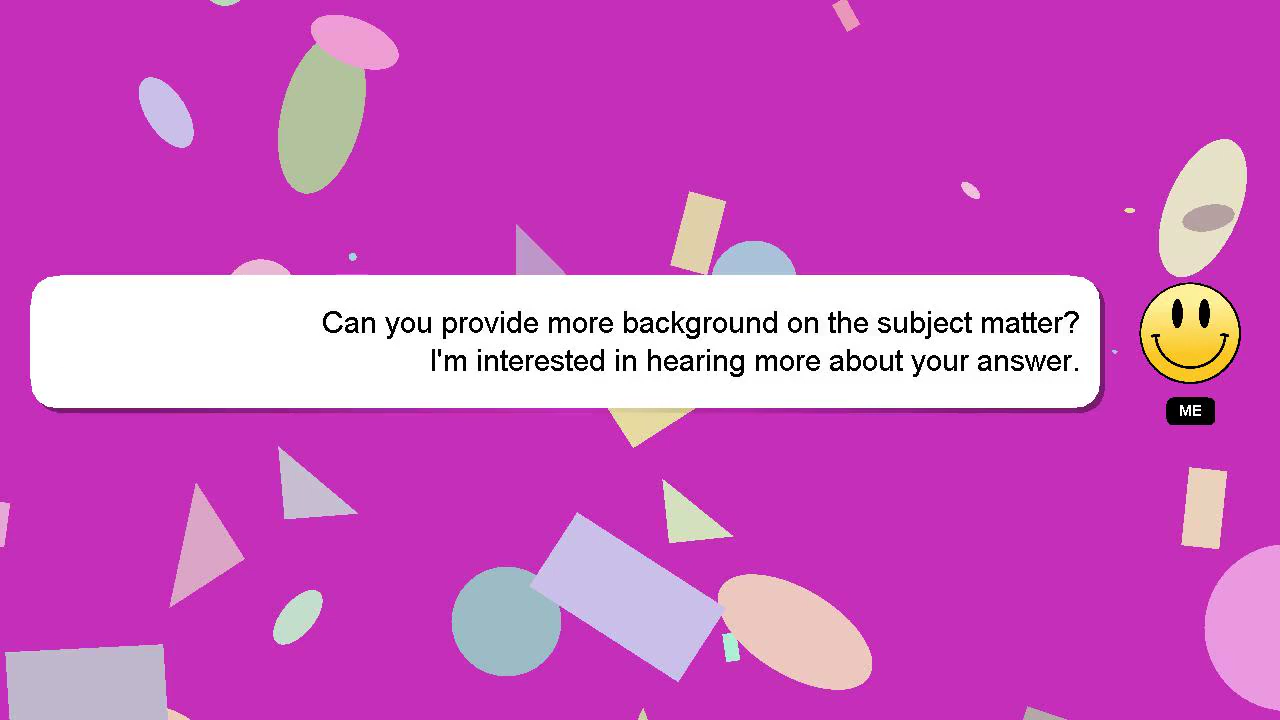 Can you provide more background on the subject matter?
I'm interested in hearing more about your answer.
ME